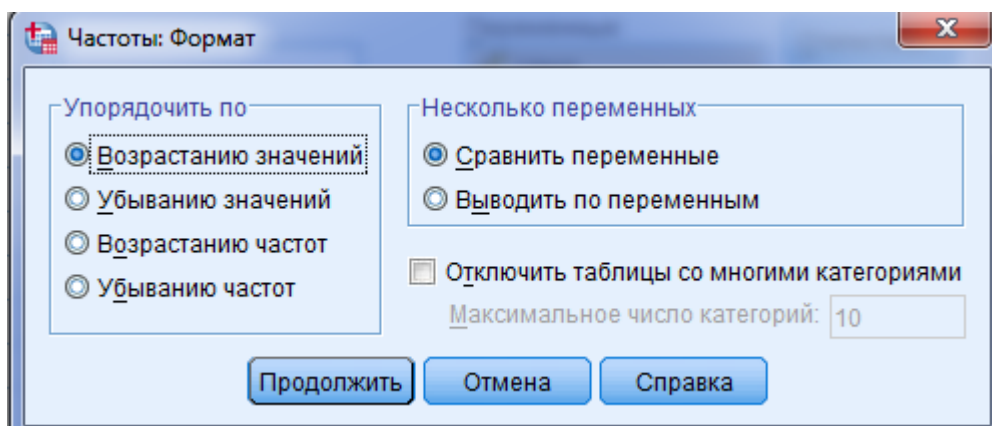 Частоты: Формат
Упорядочить по
Возрастанию значений
Убыванию значений
Возрастанию частот
Убыванию частот
Несколько переменных
Сравнить переменные
Выводить по переменным
Отключить таблицы со многими категориями
Максимальное число категорий: 10
Продолжить Отмена Справка